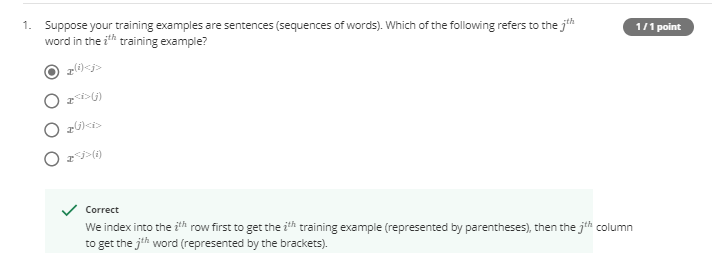 1. Suppose your training examples are sentences (sequences of words). Which of the following refers to the j^{th} 1 / 1 point
word in the i^{th} training example?
x^{(i)<j>}
x^{<i>(j)}
x^{(j)<i>}
x^{<j>(i)}
Correct
We index into the i^{th} row first to get the i^{th} training example (represented by parentheses), then the j^{th} column
to get the j^{th} word (represented by the brackets).